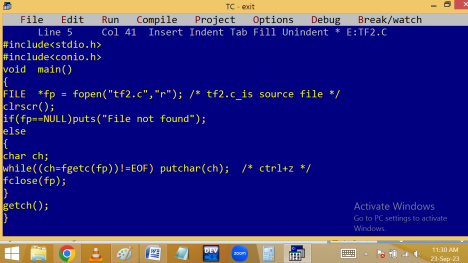 TC - exit
File Edit Run Compile Project Options Debug Break/watch
Line 5 Col 41 Insert Indent Tab Fill Unindent * E:TF2.C
#include<stdio.h>
#include<conio.h>
void main()
{
FILE *fp = fopen("tf2.c","r"); /* tf2.c_is source file */
clrscr();
if(fp==NULL)puts("File not found");
else
{
char ch;
while((ch=fgetc(fp))!=EOF) putchar(ch); /* ctrl+z */
fclose(fp);
}
getch();
}
Activate Windows
Go to PC settings to activate
Windows.
DEV
zoom
11:30 AM
23-Sep-23